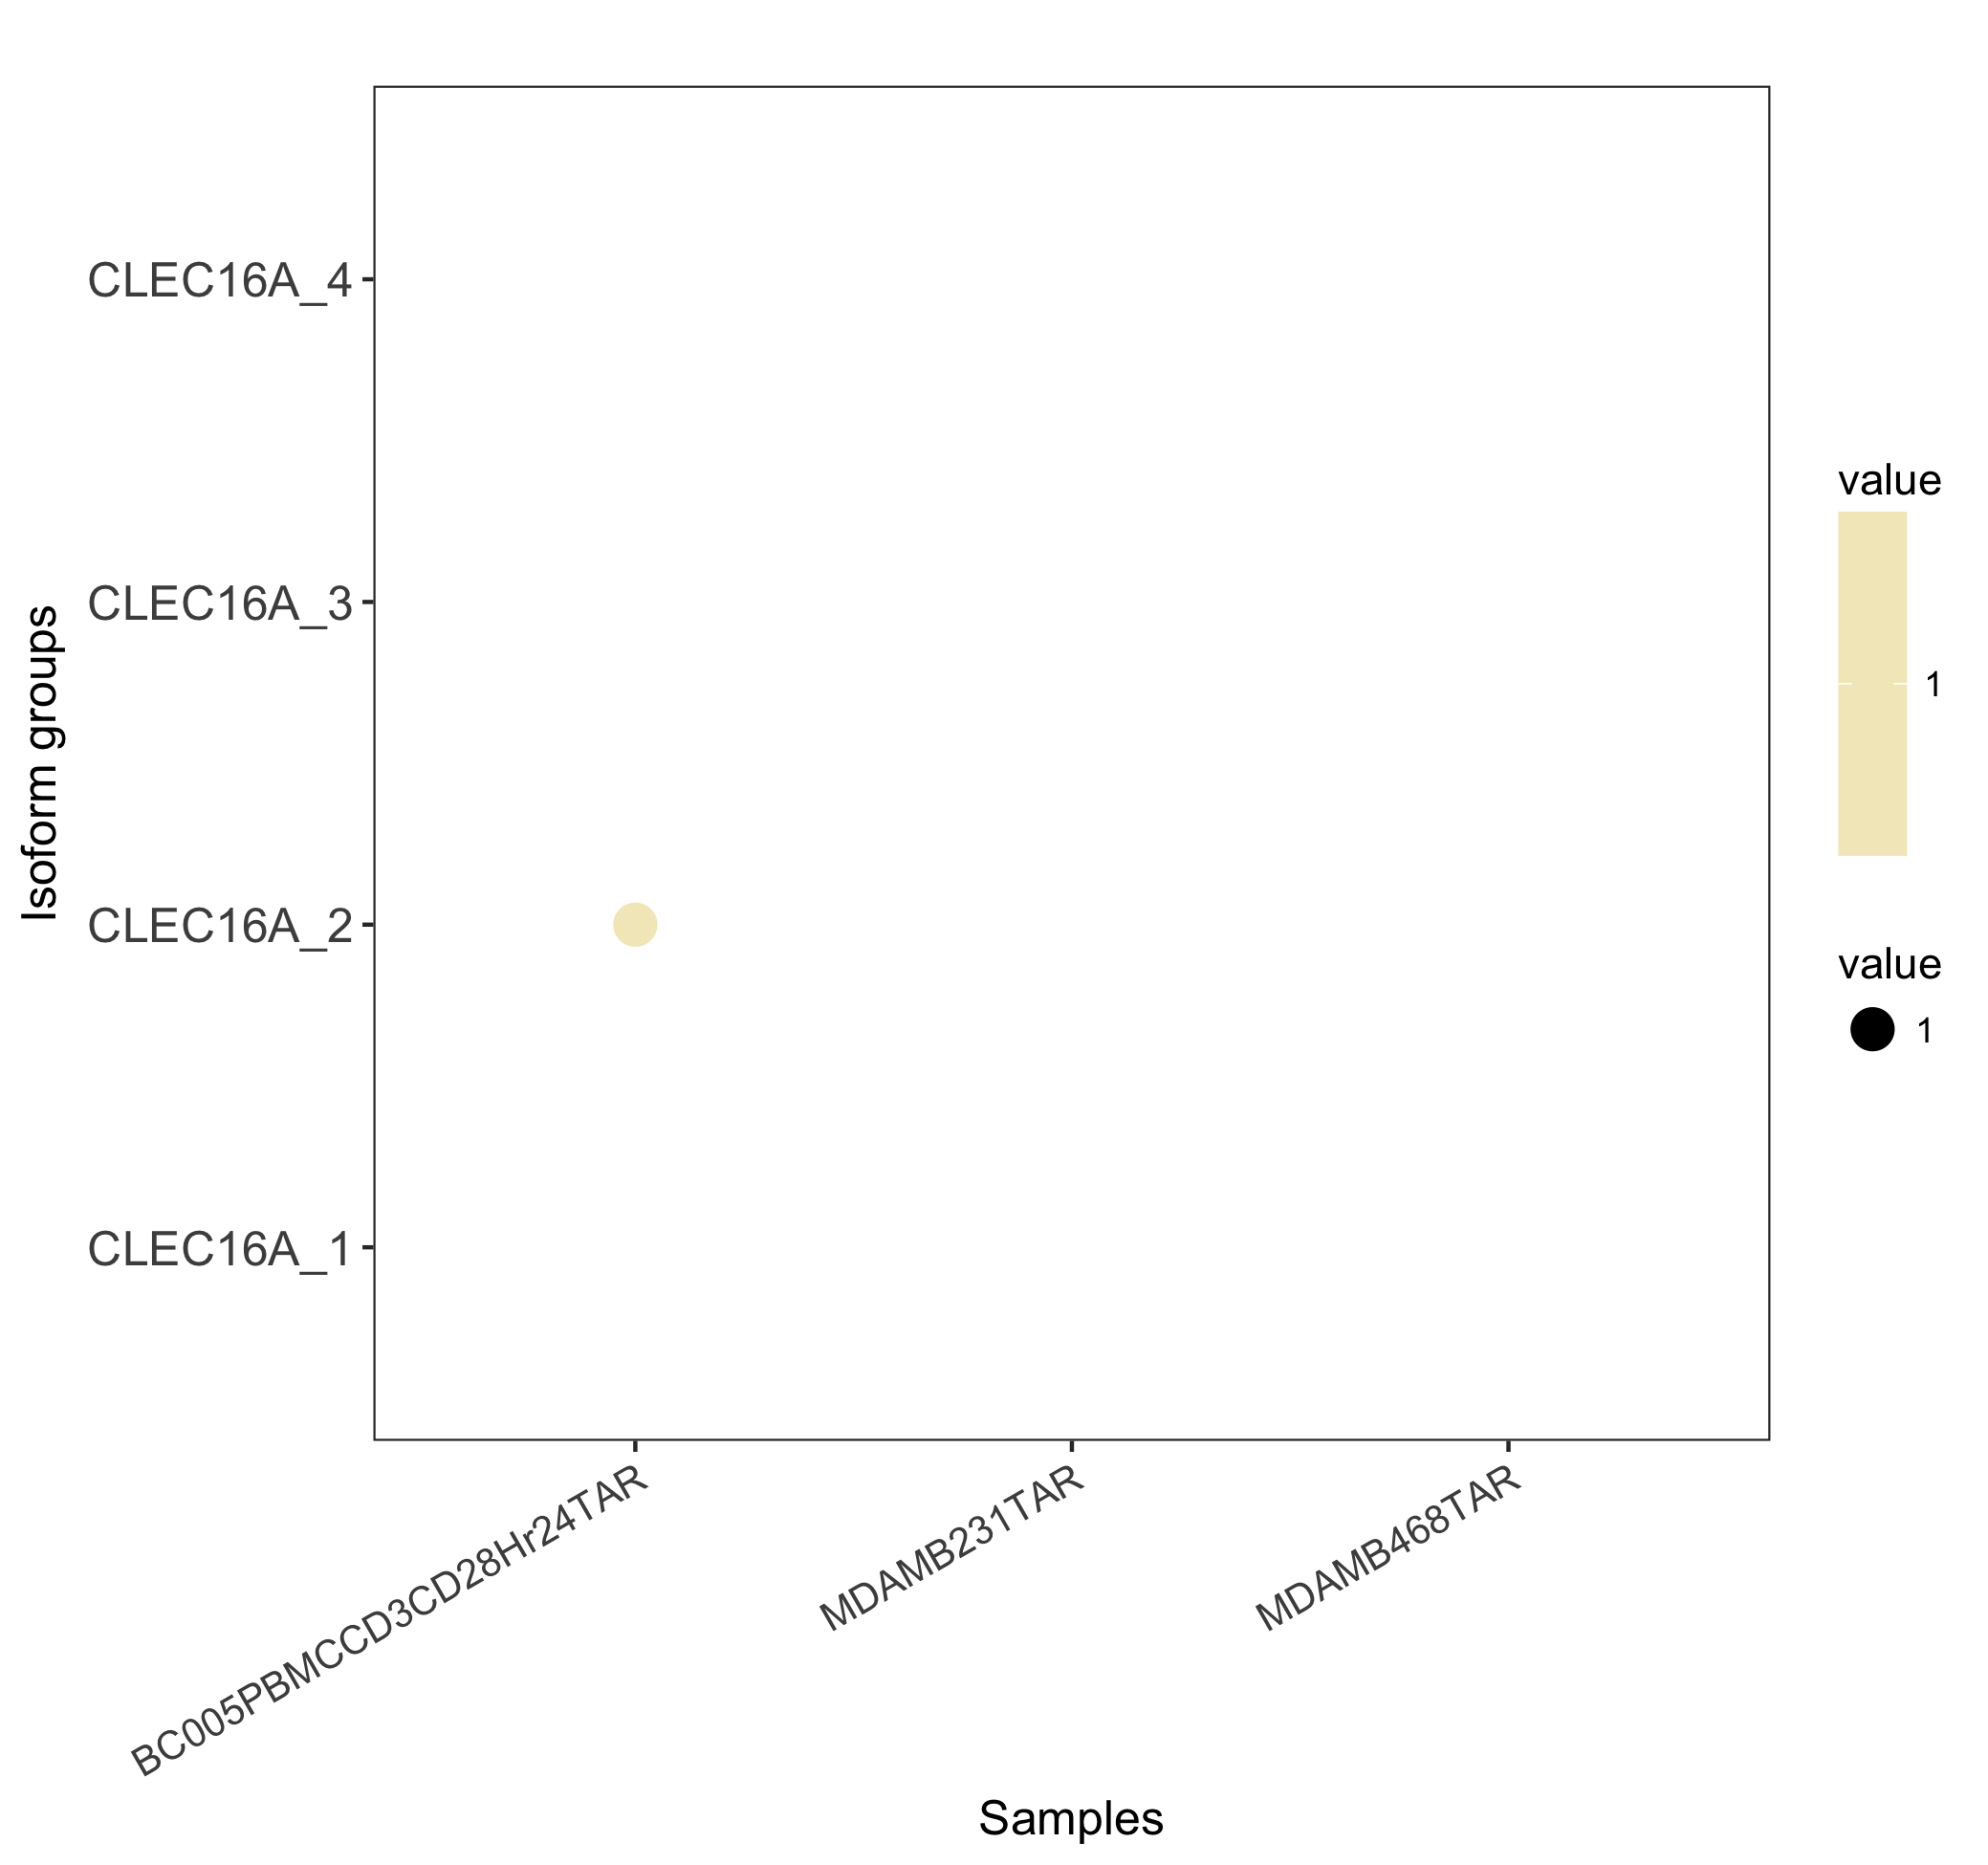 CLEC16A_4
CLEC16A_3
CLEC16A_2
CLEC16A_1
Isoform groups
BC005PBMCCD3CD28Hr24TAR
MDAMB231TAR
MDAMB468TAR
Samples
value
1
value
1